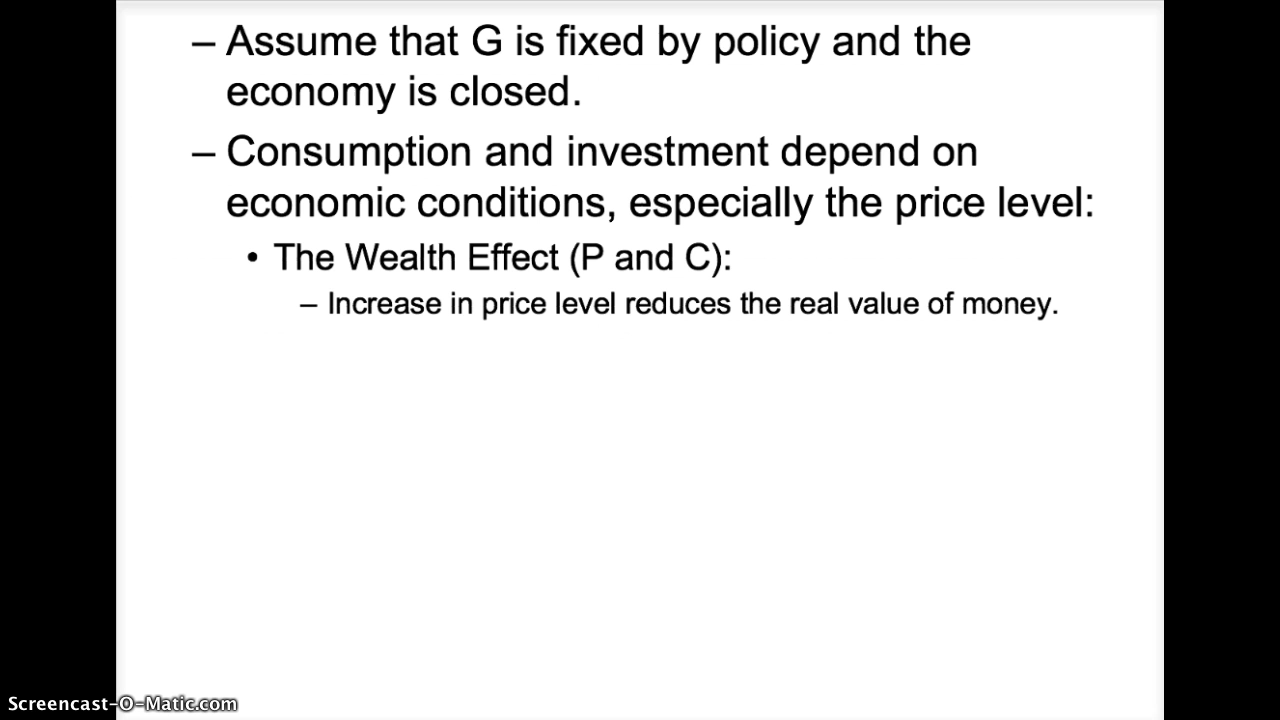 – Assume that G is fixed by policy and the
economy is closed.
– Consumption and investment depend on
economic conditions, especially the price level:
• The Wealth Effect (P and C):
– Increase in price level reduces the real value of money.
Screencast-O-Matic.com